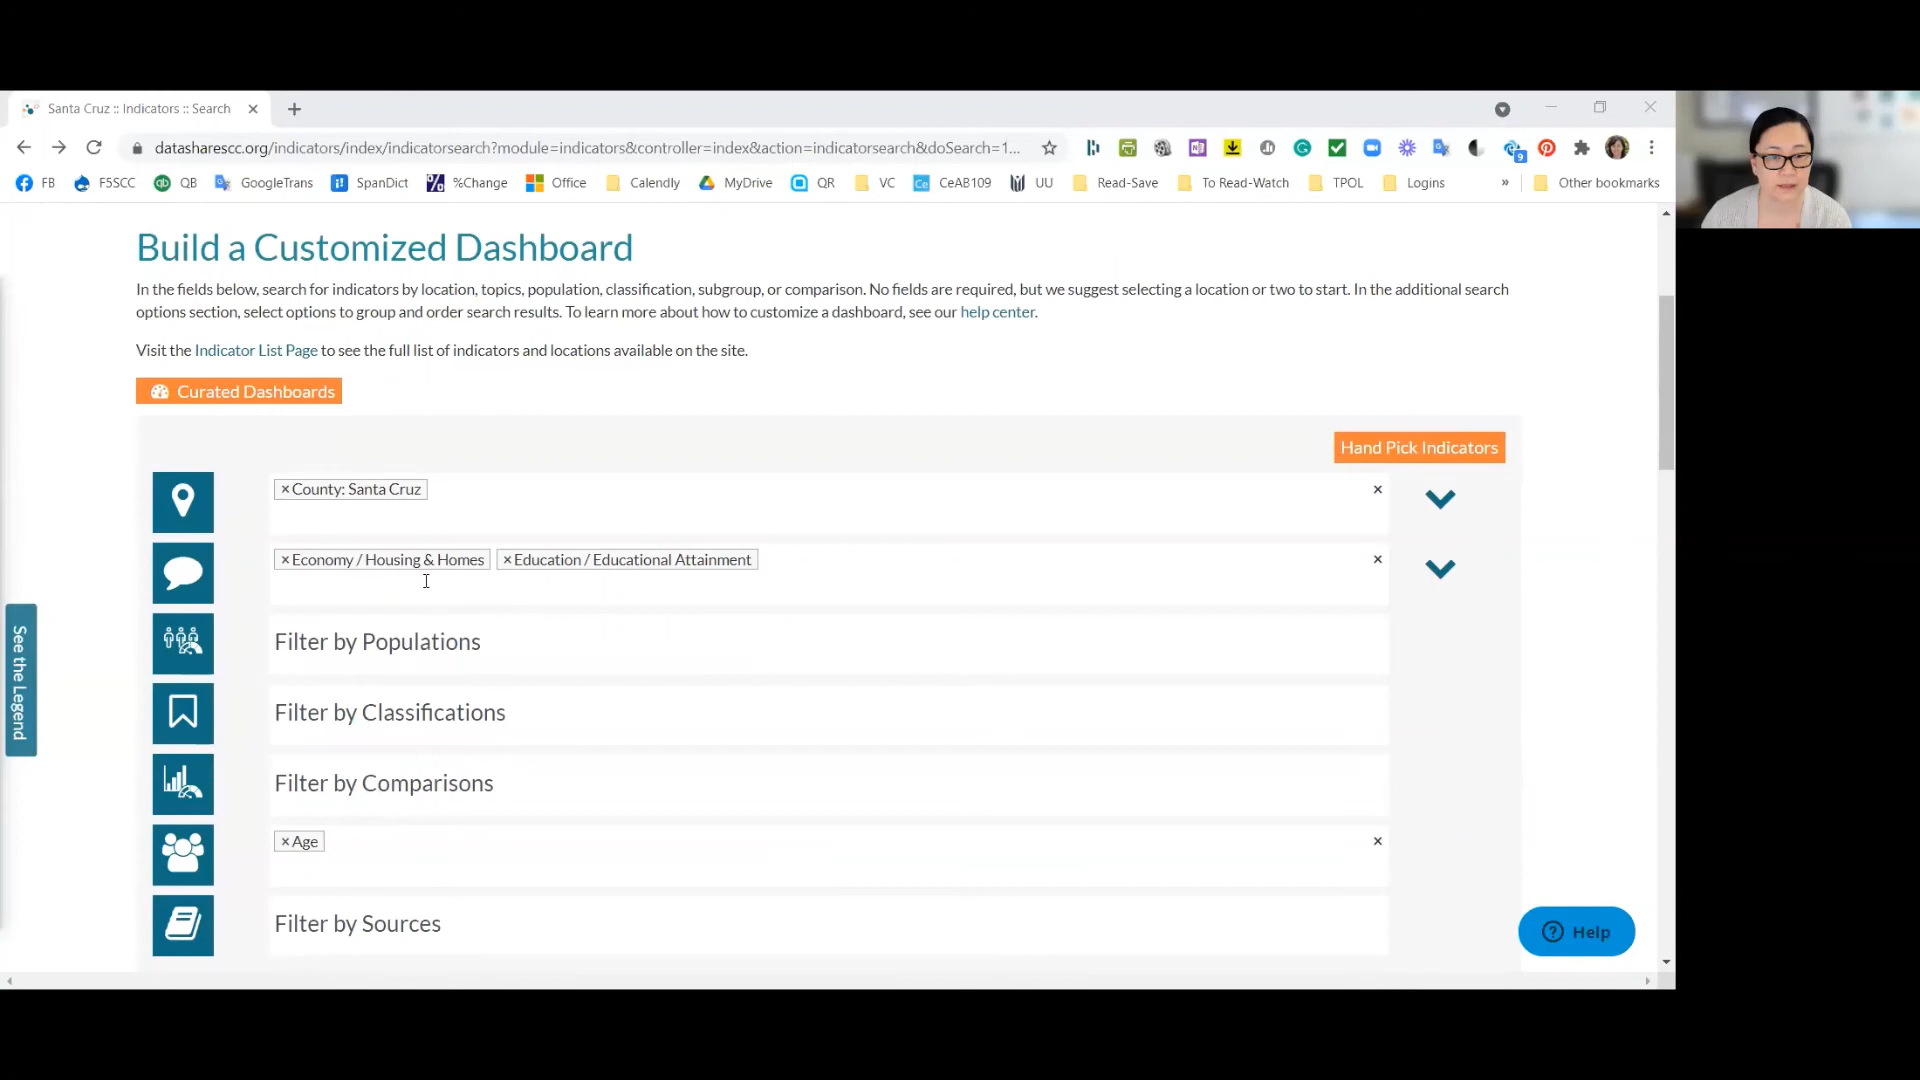 Santa Cruz :: Indicators :: Search
datasharescc.org/indicators/index/indicatorsearch?module=indicators&controller=index&action=indicatorsearch&doSearch=1...
9
FB F5SCC QB GoogleTrans SpanDict %Change Office Calendly MyDrive QR VC CeAB109 UU Read-Save To Read-Watch TPOL Logins » Other bookmarks
Build a Customized Dashboard
In the fields below, search for indicators by location, topics, population, classification, subgroup, or comparison. No fields are required, but we suggest selecting a location or two to start. In the additional search
options section, select options to group and order search results. To learn more about how to customize a dashboard, see our help center.
Visit the Indicator List Page to see the full list of indicators and locations available on the site.
Curated Dashboards
Hand Pick Indicators
×County: Santa Cruz ×
×Economy / Housing & Homes ×Education / Educational Attainment ×
Filter by Populations
See the Legend
Filter by Classifications
Filter by Comparisons
×Age ×
Filter by Sources
Help